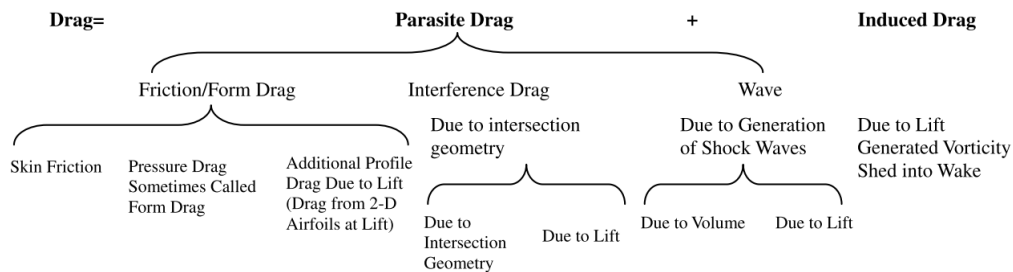 Drag= Parasite Drag + Induced Drag
Friction/Form Drag
Interference Drag
Wave
Due to intersection
geometry
Due to Generation
of Shock Waves
Due to Lift
Generated Vorticity
Shed into Wake
Skin Friction
Pressure Drag
Sometimes Called
Form Drag
Additional Profile
Drag Due to Lift
(Drag from 2-D
Airfoils at Lift)
Due to
Intersection
Geometry
Due to Lift
Due to Volume
Due to Lift